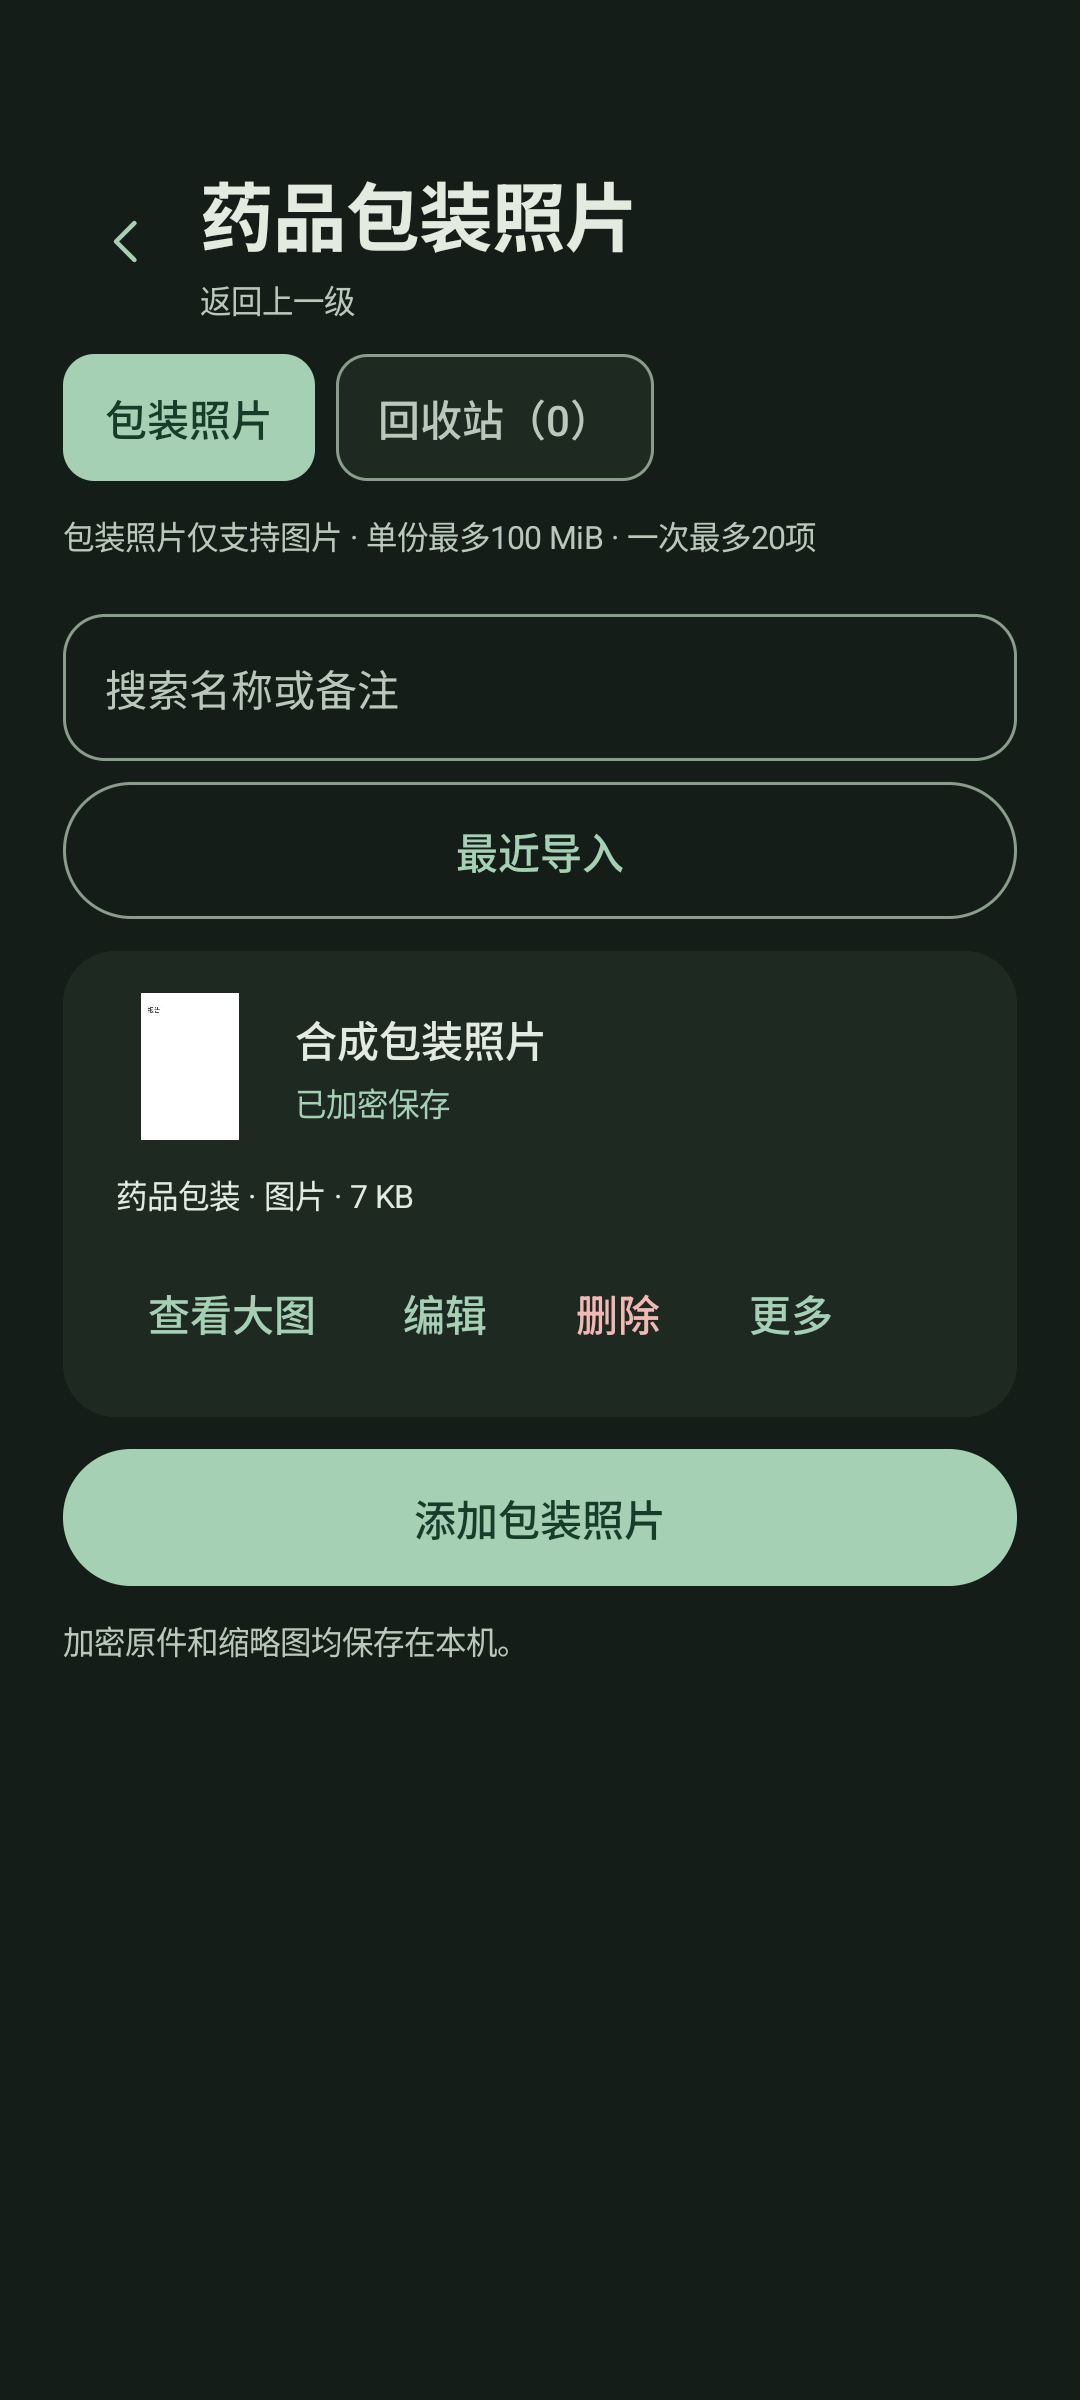 药品包装照片
返回上一级
包装照片
回收站（0）
包装照片仅支持图片 · 单份最多100 MiB · 一次最多20项
搜索名称或备注
最近导入
合成包装照片
已加密保存
药品包装 · 图片 · 7 KB
查看大图 编辑 删除 更多
添加包装照片
加密原件和缩略图均保存在本机。